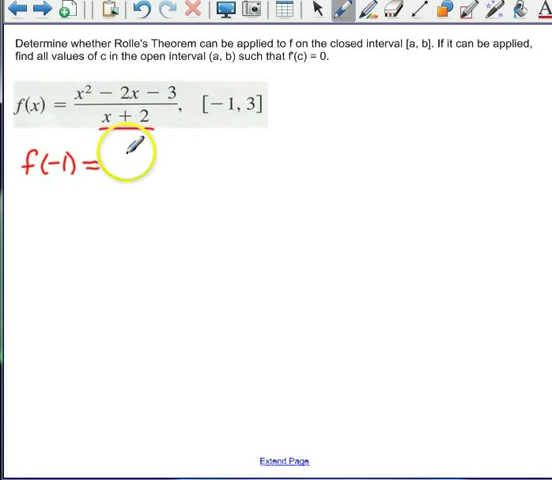 Determine whether Rolle's Theorem can be applied to f on the closed interval [a, b]. If it can be applied,
find all values of c in the open interval (a, b) such that f'(c) = 0.
f(x) = \frac{x² − 2x − 3}{x + 2}, [−1, 3]
f(-1) =
Extend Page